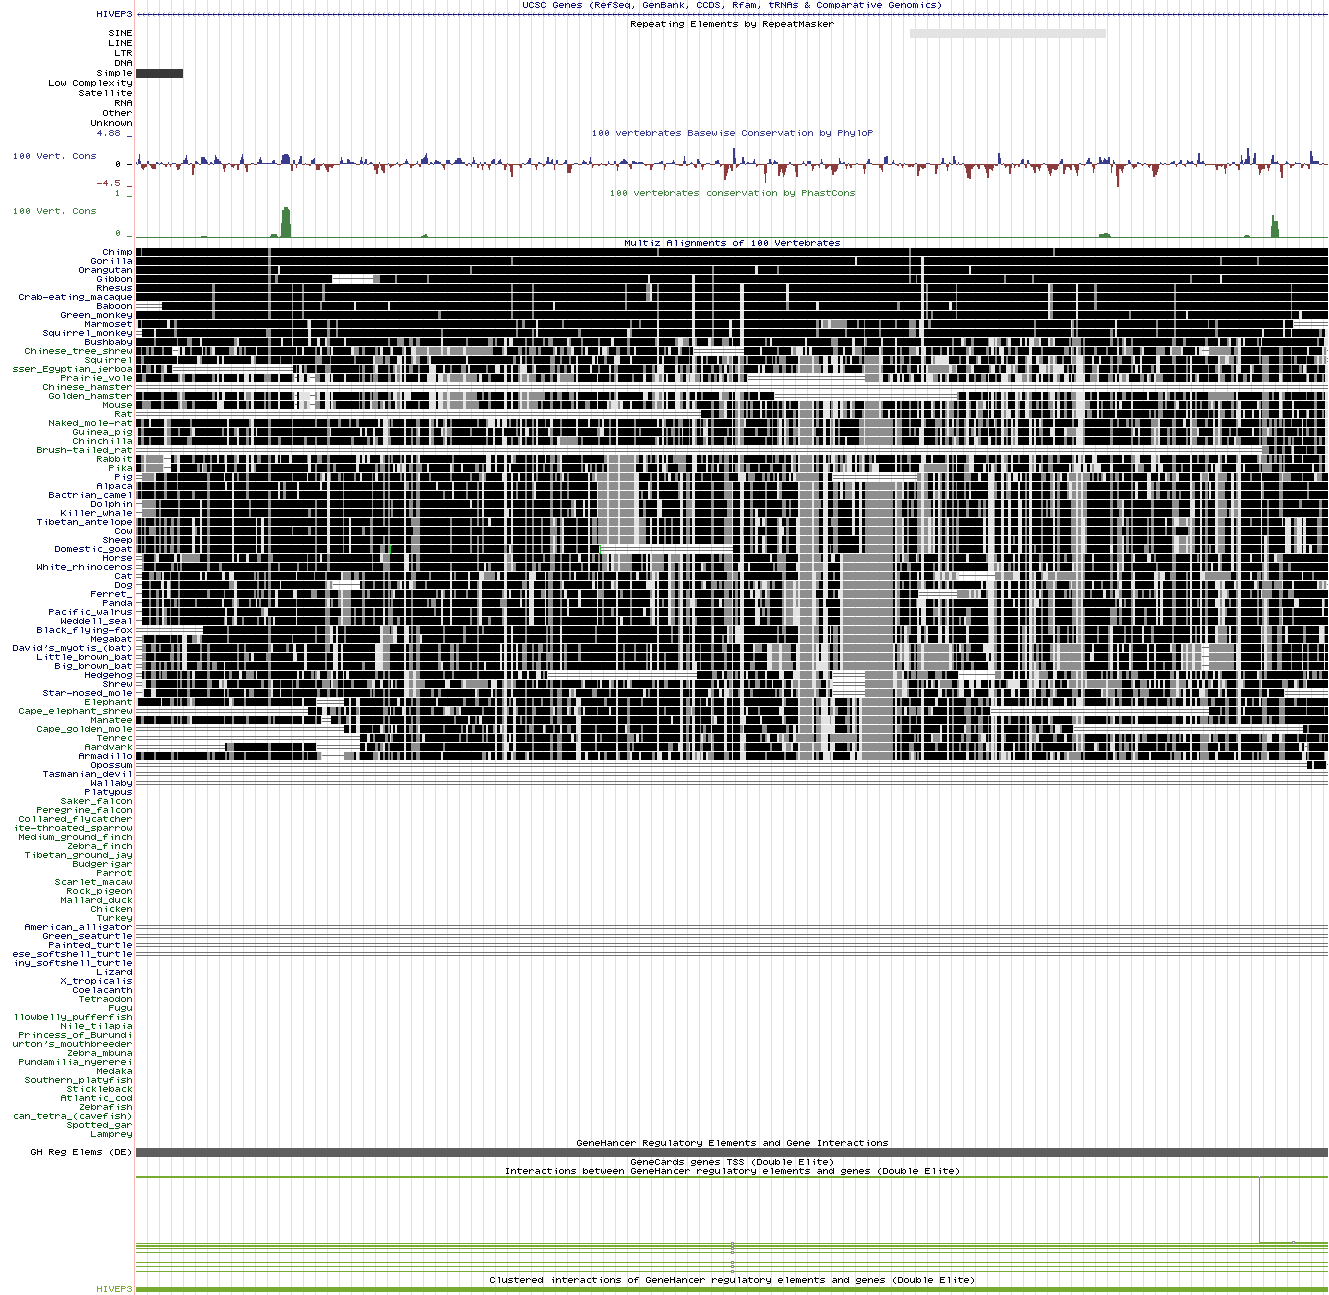 UCSC Genes (RefSeq, GenBank, CCDS, Rfam, tRNAs & Comparative Genomics)
HIVEP3
Repeating Elements by RepeatMasker
SINE
LINE
LTR
DNA
Simple
Low Complexity
Satellite
RNA
Other
Unknown
4.88 _
100 vertebrates Basewise Conservation by PhyloP
100 Vert. Cons
0 _
-4.5 _
1 _
100 vertebrates conservation by PhastCons
100 Vert. Cons
0 _
Multiz Alignments of 100 Vertebrates
Chimp
Gorilla
Orangutan
Gibbon
Rhesus
Crab-eating_macaque
Baboon
Green_monkey
Marmoset
Squirrel_monkey
Bushbaby
Chinese_tree_shrew
Squirrel
sser_Egyptian_jerboa
Prairie_vole
Chinese_hamster
Golden_hamster
Mouse
Rat
Naked_mole-rat
Guinea_pig
Chinchilla
Brush-tailed_rat
Rabbit
Pika
Pig
Alpaca
Bactrian_camel
Dolphin
Killer_whale
Tibetan_antelope
Cow
Sheep
Domestic_goat
Horse
White_rhinoceros
Cat
Dog
Ferret_
Panda
Pacific_walrus
Weddell_seal
Black_flying-fox
Megabat
David's_myotis_(bat)
Little_brown_bat
Big_brown_bat
Hedgehog
Shrew
Star-nosed_mole
Elephant
Cape_elephant_shrew
Manatee
Cape_golden_mole
Tenrec
Aardvark
Armadillo
Opossum
Tasmanian_devil
Wallaby
Platypus
Saker_falcon
Peregrine_falcon
Collared_flycatcher
ite-throated_sparrow
Medium_ground_finch
Zebra_finch
Tibetan_ground_jay
Budgerigar
Parrot
Scarlet_macaw
Rock_pigeon
Mallard_duck
Chicken
Turkey
American_alligator
Green_seaturtle
Painted_turtle
ese_softshell_turtle
iny_softshell_turtle
Lizard
X_tropicalis
Coelacanth
Tetraodon
Fugu
llowbelly_pufferfish
Nile_tilapia
Princess_of_Burundi
urton's_mouthbreeder
Zebra_mbuna
Pundamilia_nyererei
Medaka
Southern_platyfish
Stickleback
Atlantic_cod
Zebrafish
can_tetra_(cavefish)
Spotted_gar
Lamprey
GeneHancer Regulatory Elements and Gene Interactions
GH Reg Elems (DE)
GeneCards genes TSS (Double Elite)
Interactions between GeneHancer regulatory elements and genes (Double Elite)
Clustered interactions of GeneHancer regulatory elements and genes (Double Elite)
HIVEP3